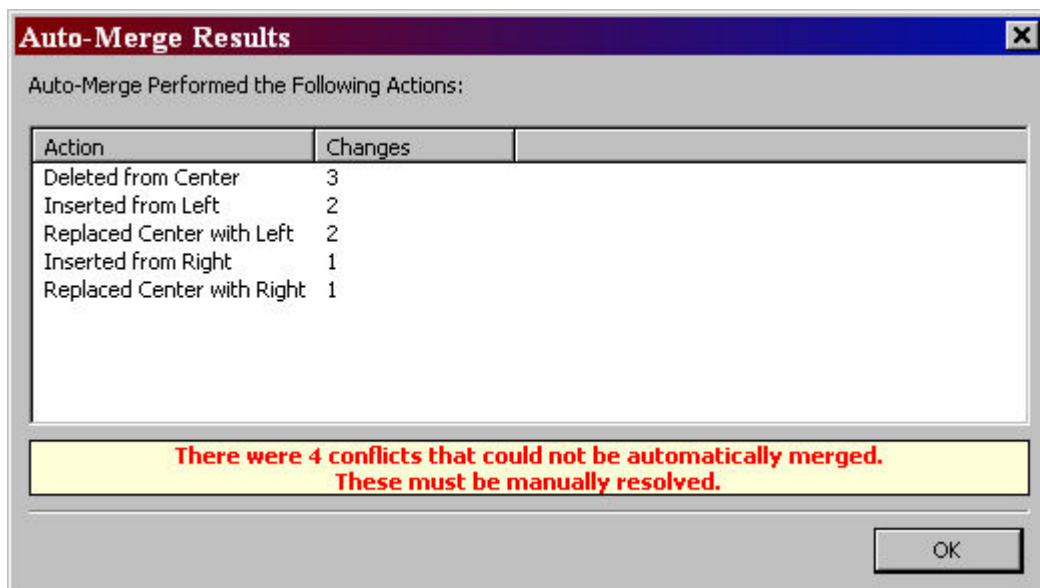 Auto-Merge Results
Auto-Merge Performed the Following Actions:
Action Changes
Deleted from Center 3
Inserted from Left 2
Replaced Center with Left 2
Inserted from Right 1
Replaced Center with Right 1
There were 4 conflicts that could not be automatically merged.
These must be manually resolved.
OK